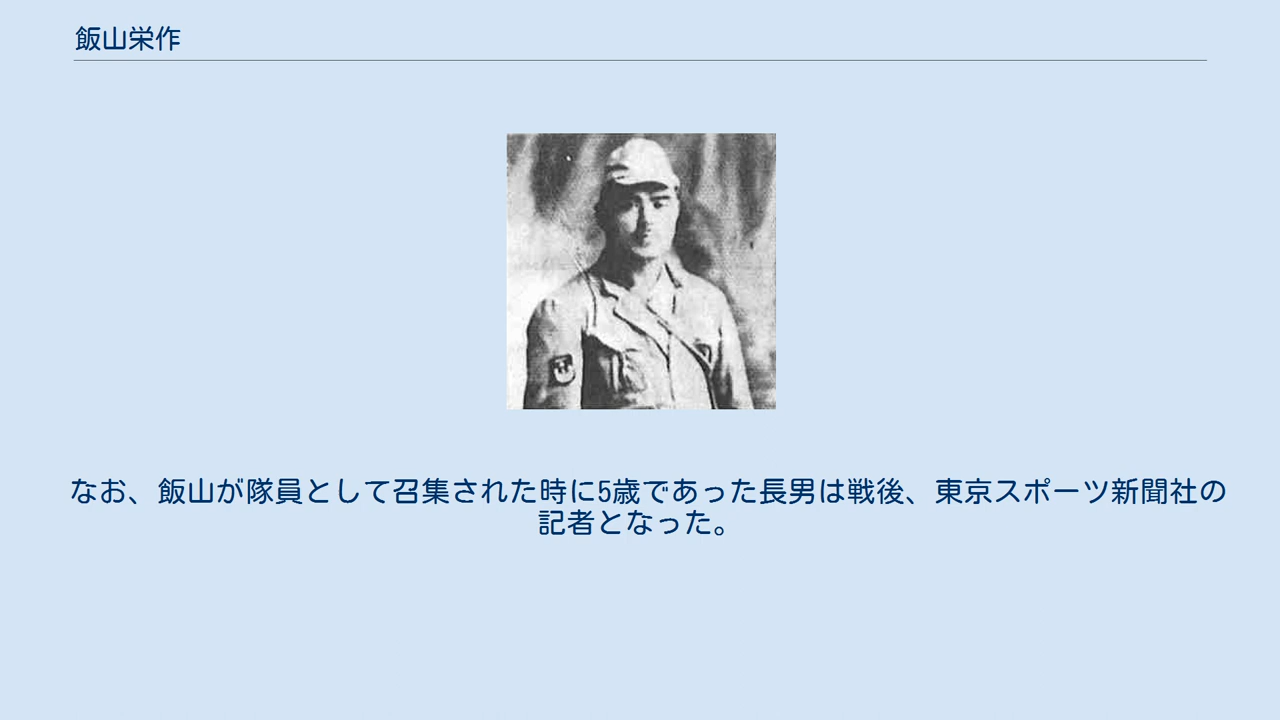 飯山栄作
なお、飯山が隊員として召集された時に5歳であった長男は戦後、東京スポーツ新聞社の
記者となった。